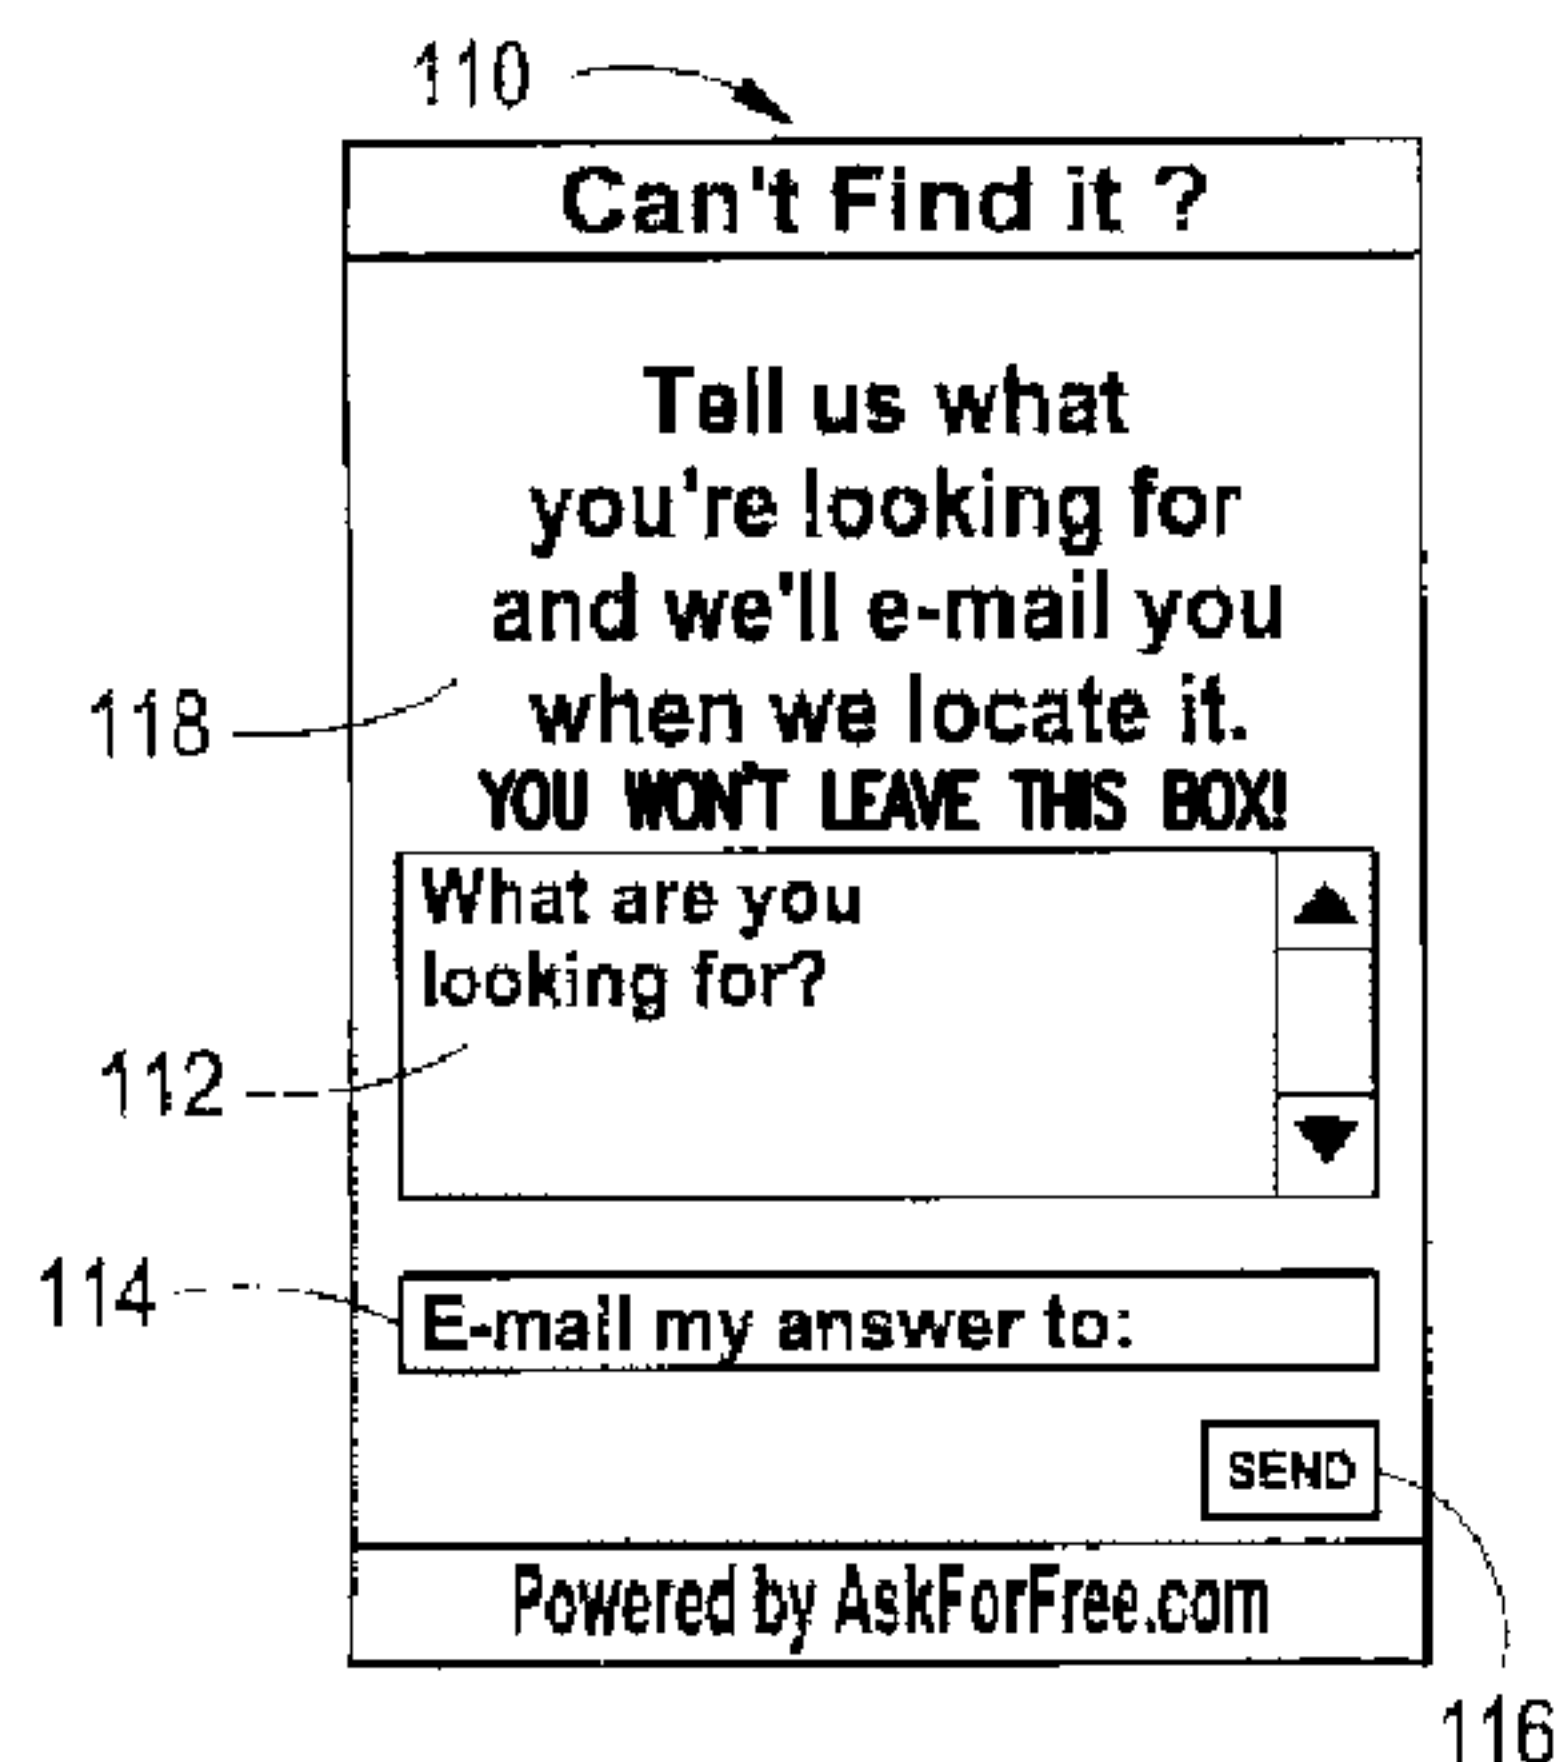 110
Can't Find it ?
Tell us what
you're looking for
and we'll e-mail you
when we locate it.
118
YOU WON'T LEAVE THIS BOX!
What are you
looking for?
112
114
E-mail my answer to:
SEND
Powered by AskForFree.com
116